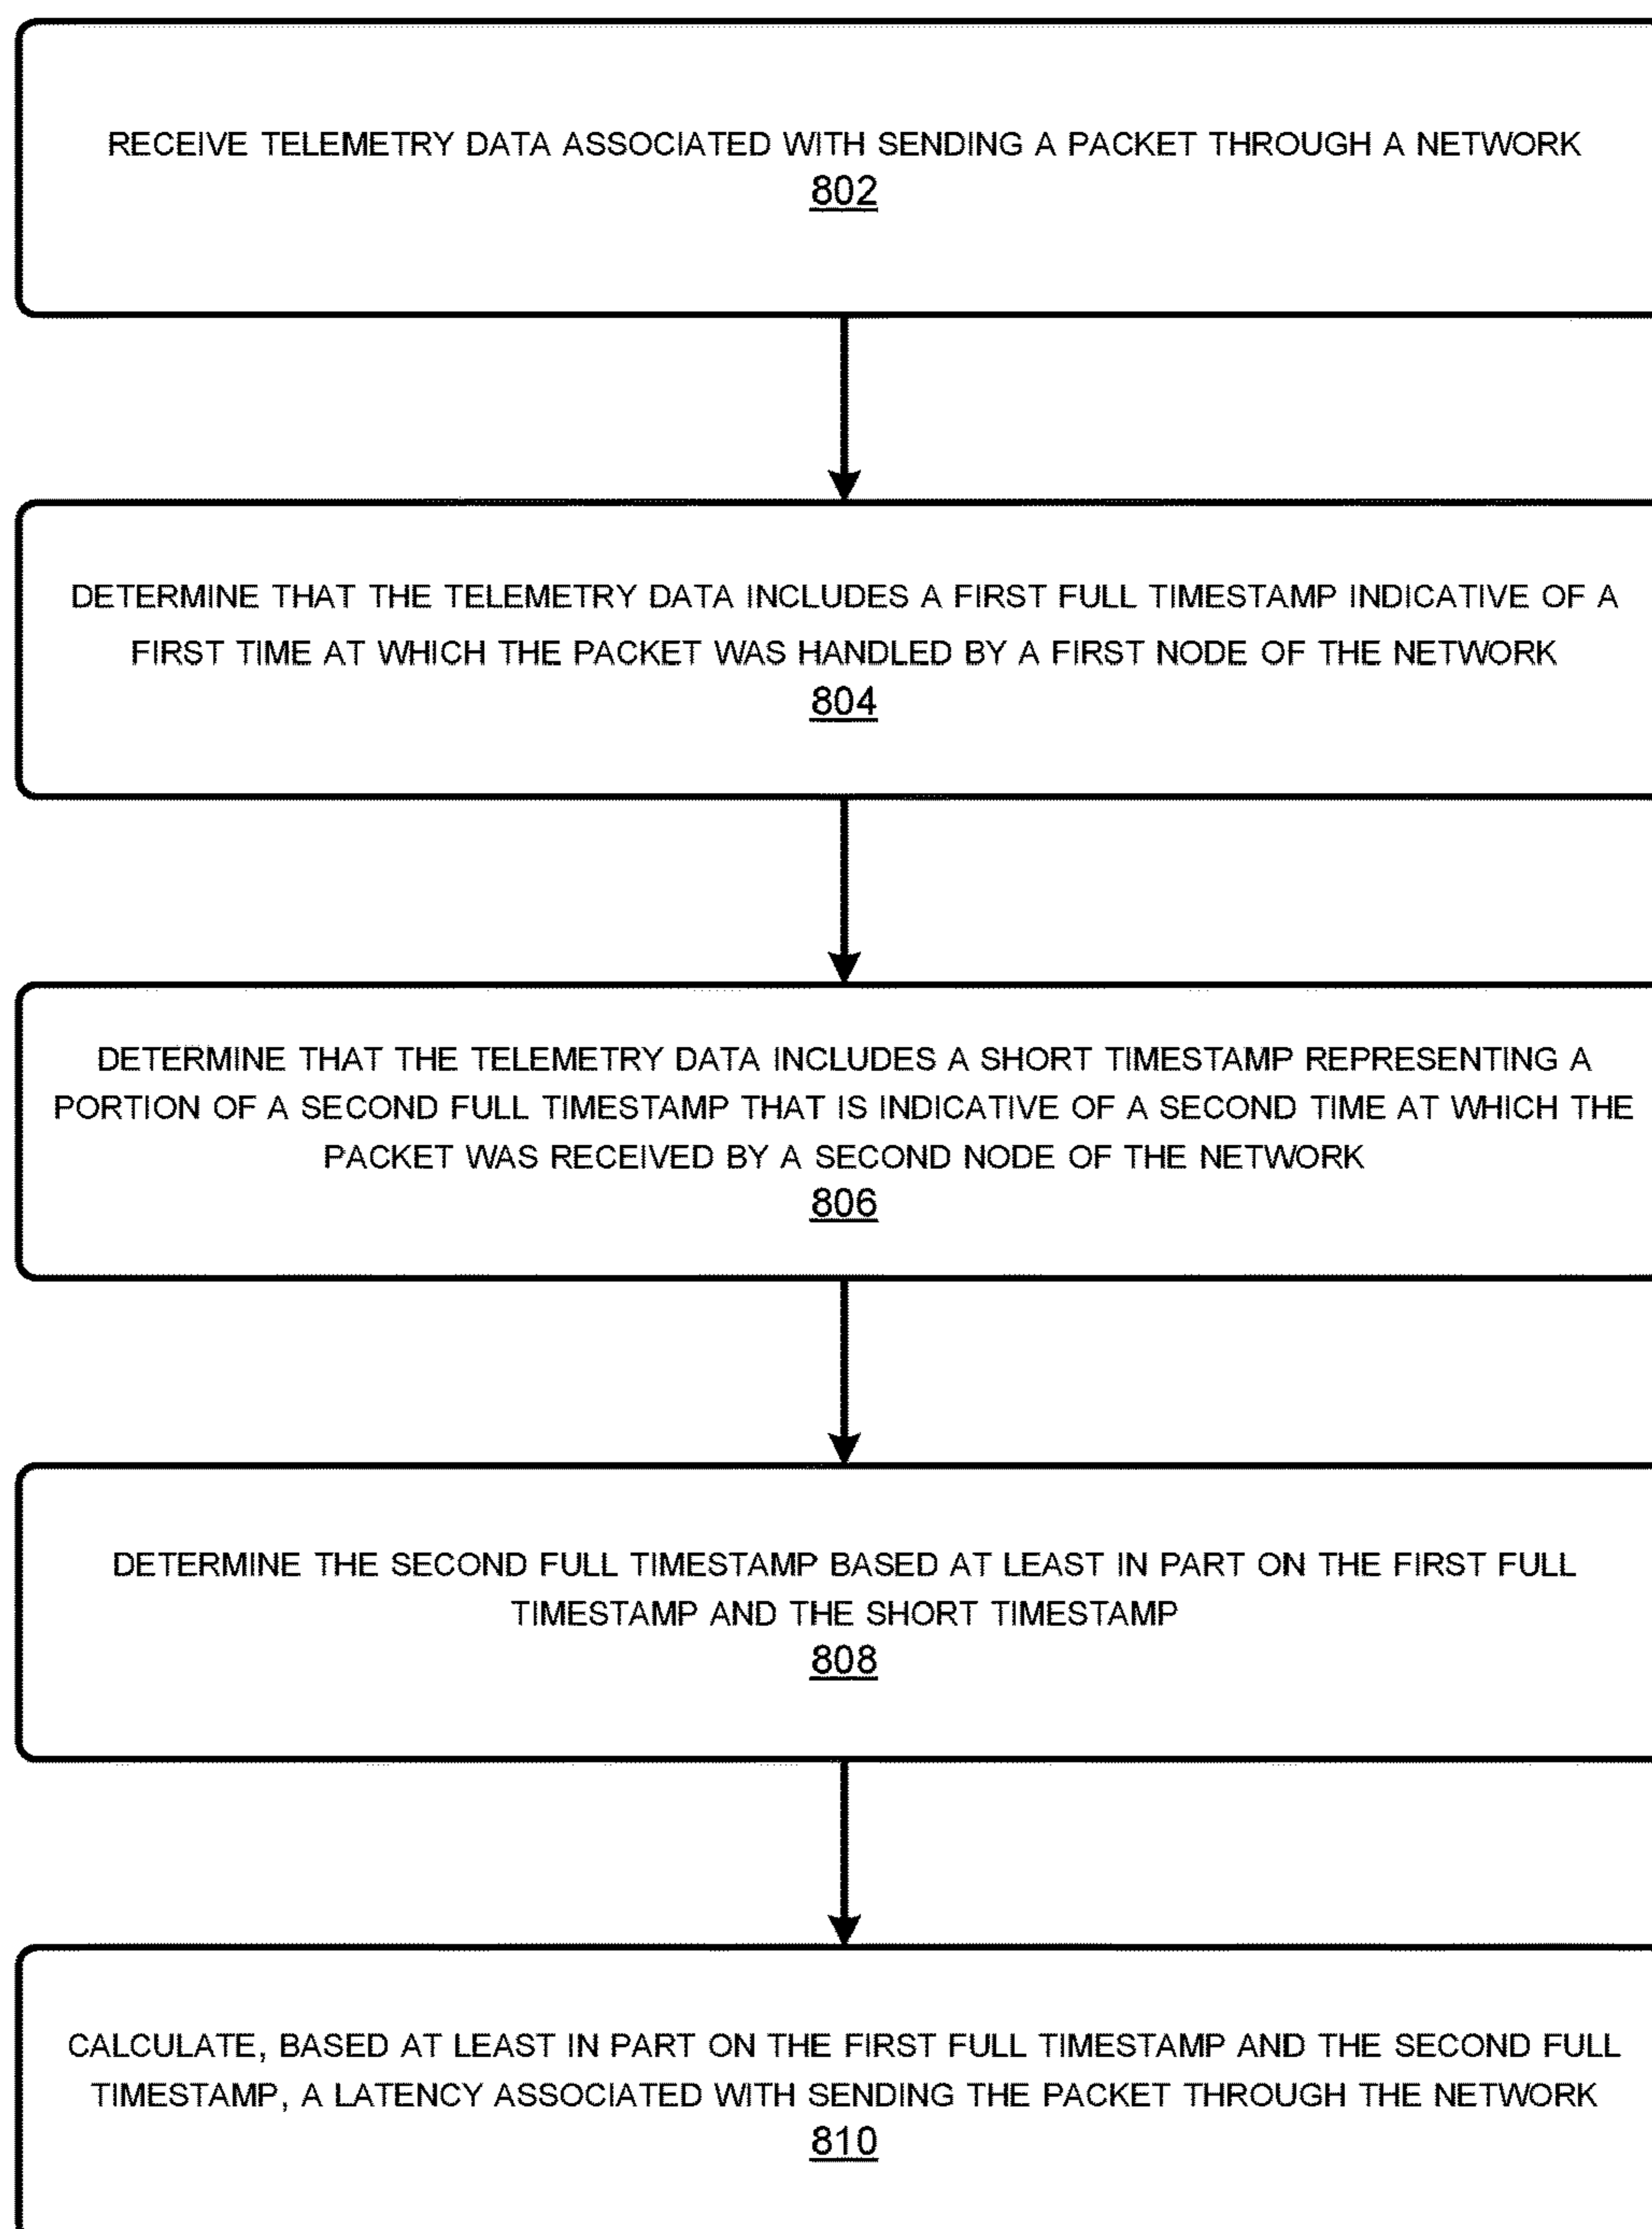 RECEIVE TELEMETRY DATA ASSOCIATED WITH SENDING A PACKET THROUGH A NETWORK
802
DETERMINE THAT THE TELEMETRY DATA INCLUDES A FIRST FULL TIMESTAMP INDICATIVE OF A
FIRST TIME AT WHICH THE PACKET WAS HANDLED BY A FIRST NODE OF THE NETWORK
804
DETERMINE THAT THE TELEMETRY DATA INCLUDES A SHORT TIMESTAMP REPRESENTING A
PORTION OF A SECOND FULL TIMESTAMP THAT IS INDICATIVE OF A SECOND TIME AT WHICH THE
PACKET WAS RECEIVED BY A SECOND NODE OF THE NETWORK
806
DETERMINE THE SECOND FULL TIMESTAMP BASED AT LEAST IN PART ON THE FIRST FULL
TIMESTAMP AND THE SHORT TIMESTAMP
808
CALCULATE, BASED AT LEAST IN PART ON THE FIRST FULL TIMESTAMP AND THE SECOND FULL
TIMESTAMP, A LATENCY ASSOCIATED WITH SENDING THE PACKET THROUGH THE NETWORK
810